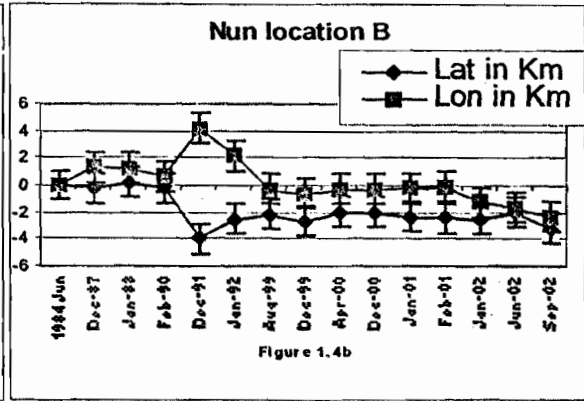 Nun location B
Lat in Km
Lon in Km
6
4
2
0
-2
-4
-6
1984 Jun
Dec-87
Jan-88
Feb-90
Dec-91
Jan-92
Aug-99
Dec-99
Apr-00
Dec-00
Jan-01
Feb-01
Jan-02
Jun-02
Sep-02
Figure 1.4b